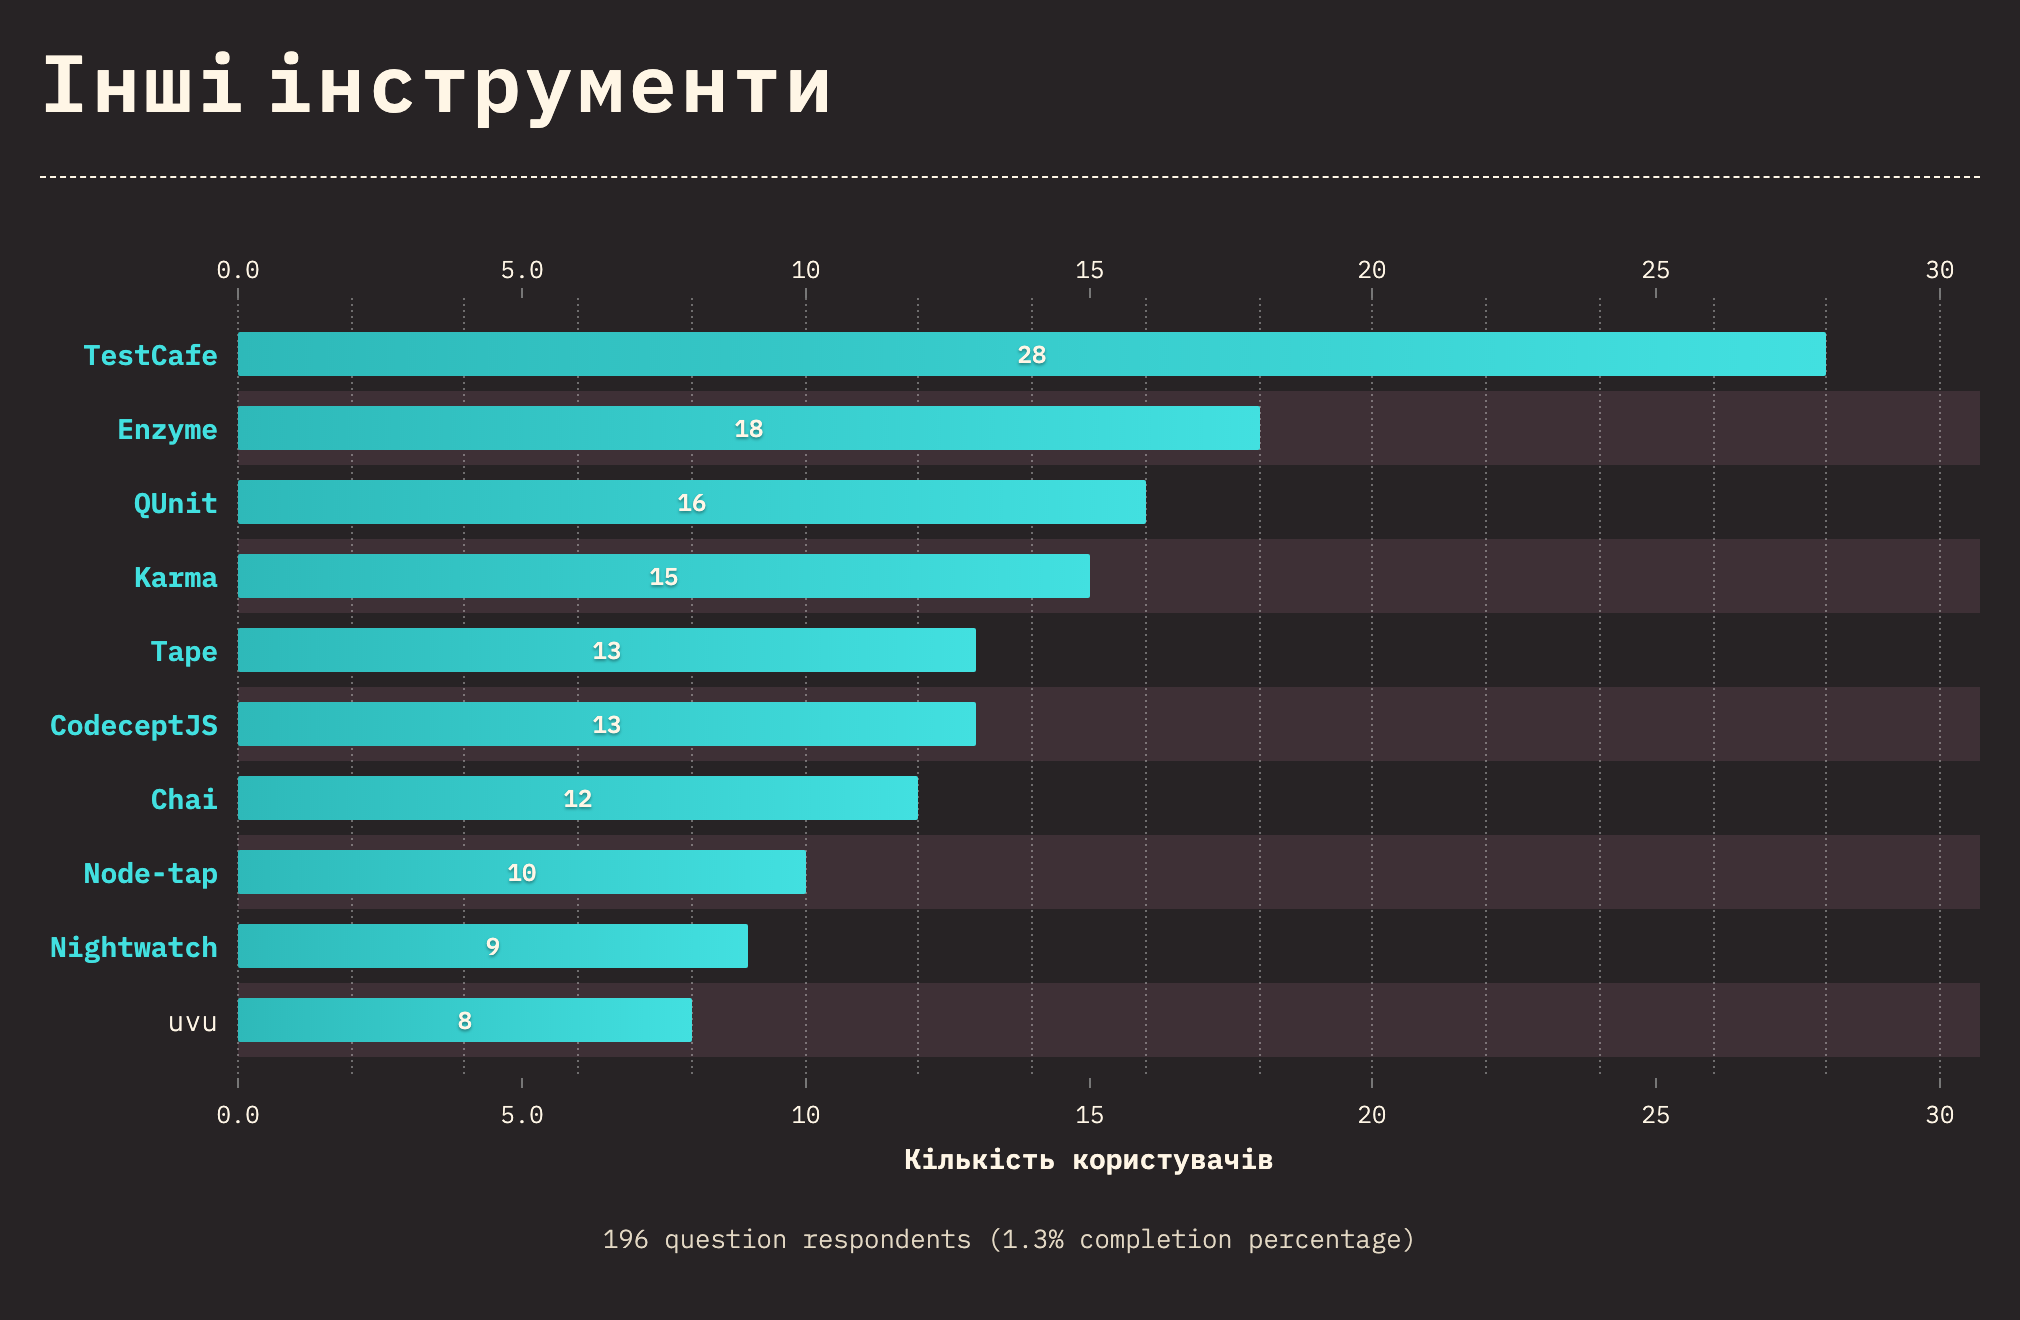 Інші інструменти
0.0 5.0 10 15 20 25 30
TestCafe 28
Enzyme 18
QUnit 16
Karma 15
Tape 13
CodeceptJS 13
Chai 12
Node-tap 10
Nightwatch 9
uvu 8
0.0 5.0 10 15 20 25 30
Кількість користувачів
196 question respondents (1.3% completion percentage)